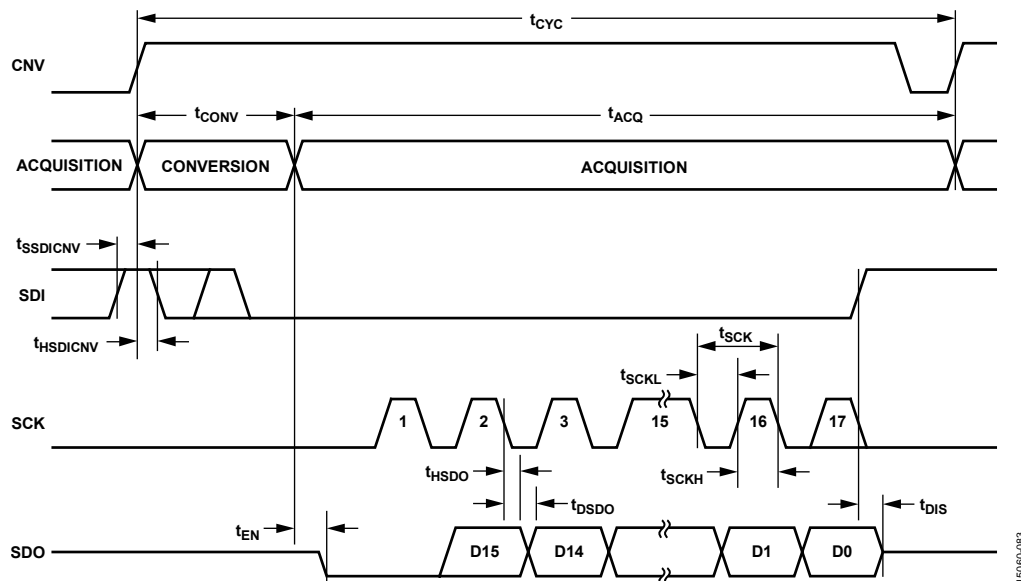 tCYC
CNV
tCONV
tACQ
ACQUISITION
CONVERSION
ACQUISITION
tSSDICNV
SDI
tHSDICNV
tSCK
tSCKL
SCK
1
2
3
15
16
17
tHSDO
tSCKH
tDSDO
tDIS
tEN
SDO
D15
D14
D1
D0